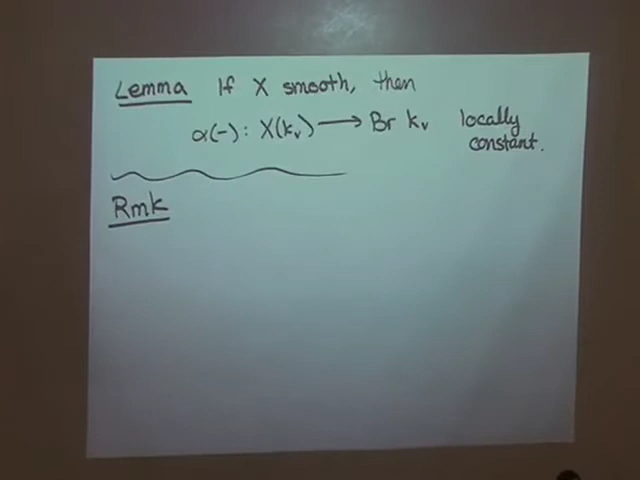 Lemma If X smooth, then
α(-): X(kᵥ) ⟶ Br kᵥ locally
constant.
Rmk